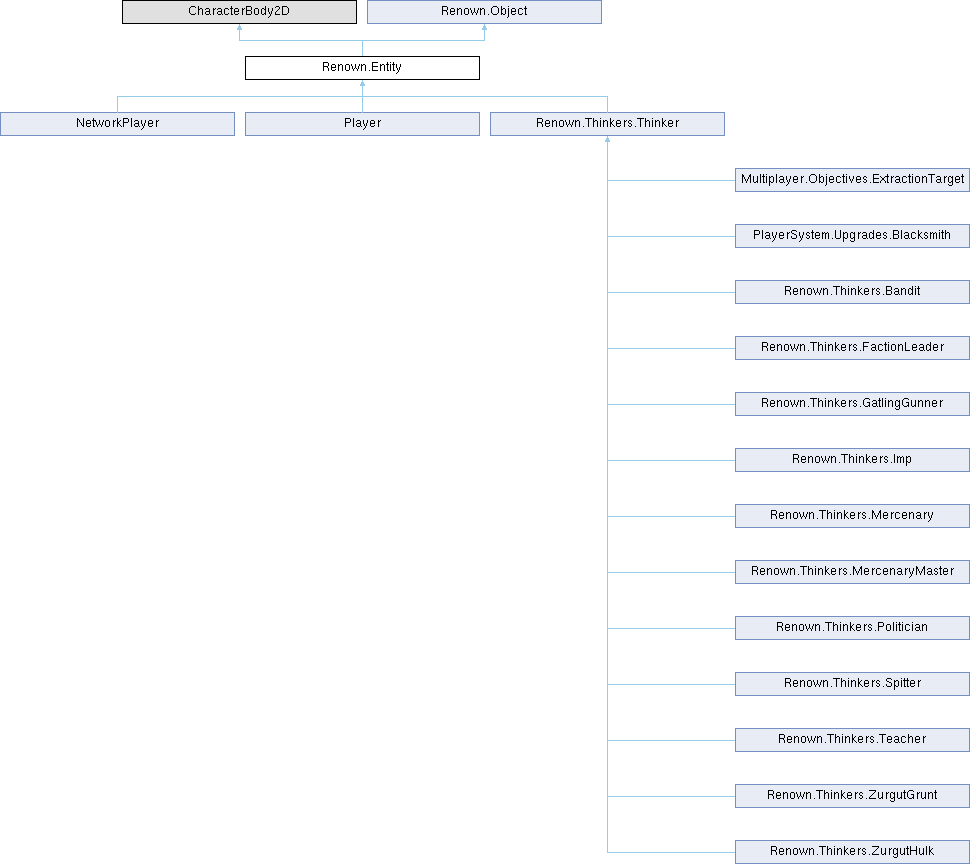 CharacterBody2D
Renown.Object
Renown.Entity
NetworkPlayer
Player
Renown.Thinkers.Thinker
Multiplayer.Objectives.ExtractionTarget
PlayerSystem.Upgrades.Blacksmith
Renown.Thinkers.Bandit
Renown.Thinkers.FactionLeader
Renown.Thinkers.GatlingGunner
Renown.Thinkers.Imp
Renown.Thinkers.Mercenary
Renown.Thinkers.MercenaryMaster
Renown.Thinkers.Politician
Renown.Thinkers.Spitter
Renown.Thinkers.Teacher
Renown.Thinkers.ZurgutGrunt
Renown.Thinkers.ZurgutHulk